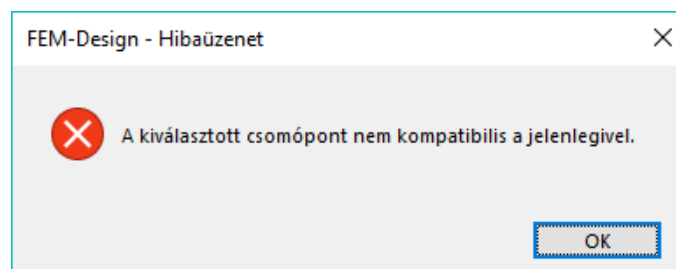 FEM-Design - Hibaüzenet
A kiválasztott csomópont nem kompatibilis a jelenlegivel.
OK